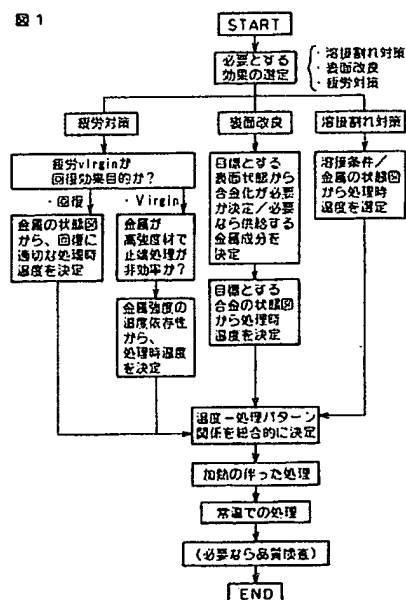 図1
START
必要とする
効果の選定
・溶接割れ対策
・表面改良
・疲労対策
疲労対策
表面改良
溶接割れ対策
疲労virginか
回復効果目的か?
・回復
・Virgin
金属の状態図
から、回復に
適切な処理時
温度を決定
金属が
高強度材で
止端処理が
非効率か?
金属強度の
温度依存性
から、
処理時温度
を決定
目標とする
表面状態から
合金化が必要
か決定/必要
なら供給する
金属成分を
決定
目標とする
合金の状態図
から処理時
温度を決定
溶接条件/
金属の状態図
から処理時
温度を選定
温度-処理パターン
関係を総合的に決定
加熱の伴った処理
常温での処理
(必要なら品質検査)
END